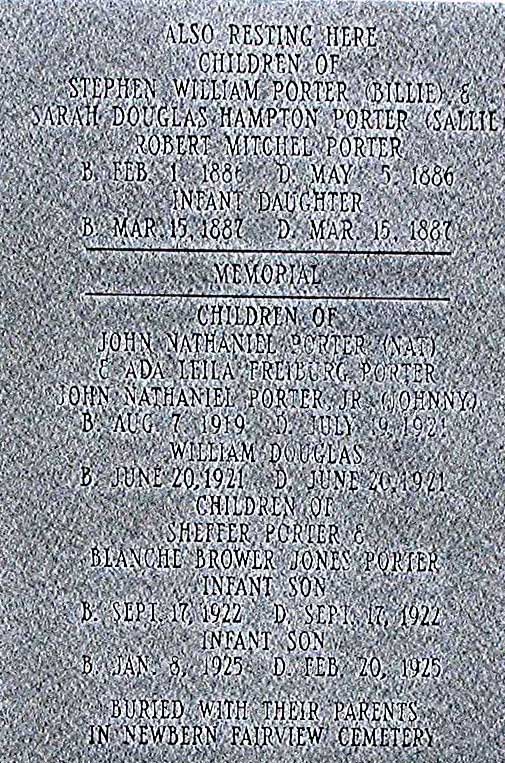 ALSO RESTING HERE
CHILDREN OF
STEPHEN WILLIAM PORTER (BILLIE) &
SARAH DOUGLAS HAMPTON PORTER (SALLIE)
ROBERT MITCHEL PORTER
B. FEB. 1, 1886 D. MAY 5, 1886
INFANT DAUGHTER
B. MAR. 15, 1887 D. MAR. 15, 1887
MEMORIAL
CHILDREN OF
JOHN NATHANIEL PORTER (NAT)
& ADA LEILA FREIBURG PORTER
JOHN NATHANIEL PORTER, JR. (JOHNNY)
B. AUG. 7, 1919 D. JULY 19, 1921
WILLIAM DOUGLAS
B. JUNE 20, 1921 D. JUNE 20, 1921
CHILDREN OF
SHEFFER PORTER &
BLANCHE BROWER JONES PORTER
INFANT SON
B. SEPT. 17, 1922 D. SEPT. 17, 1922
INFANT SON
B. JAN. 8, 1925 D. FEB. 20, 1925
BURIED WITH THEIR PARENTS
IN NEWBERN FAIRVIEW CEMETERY